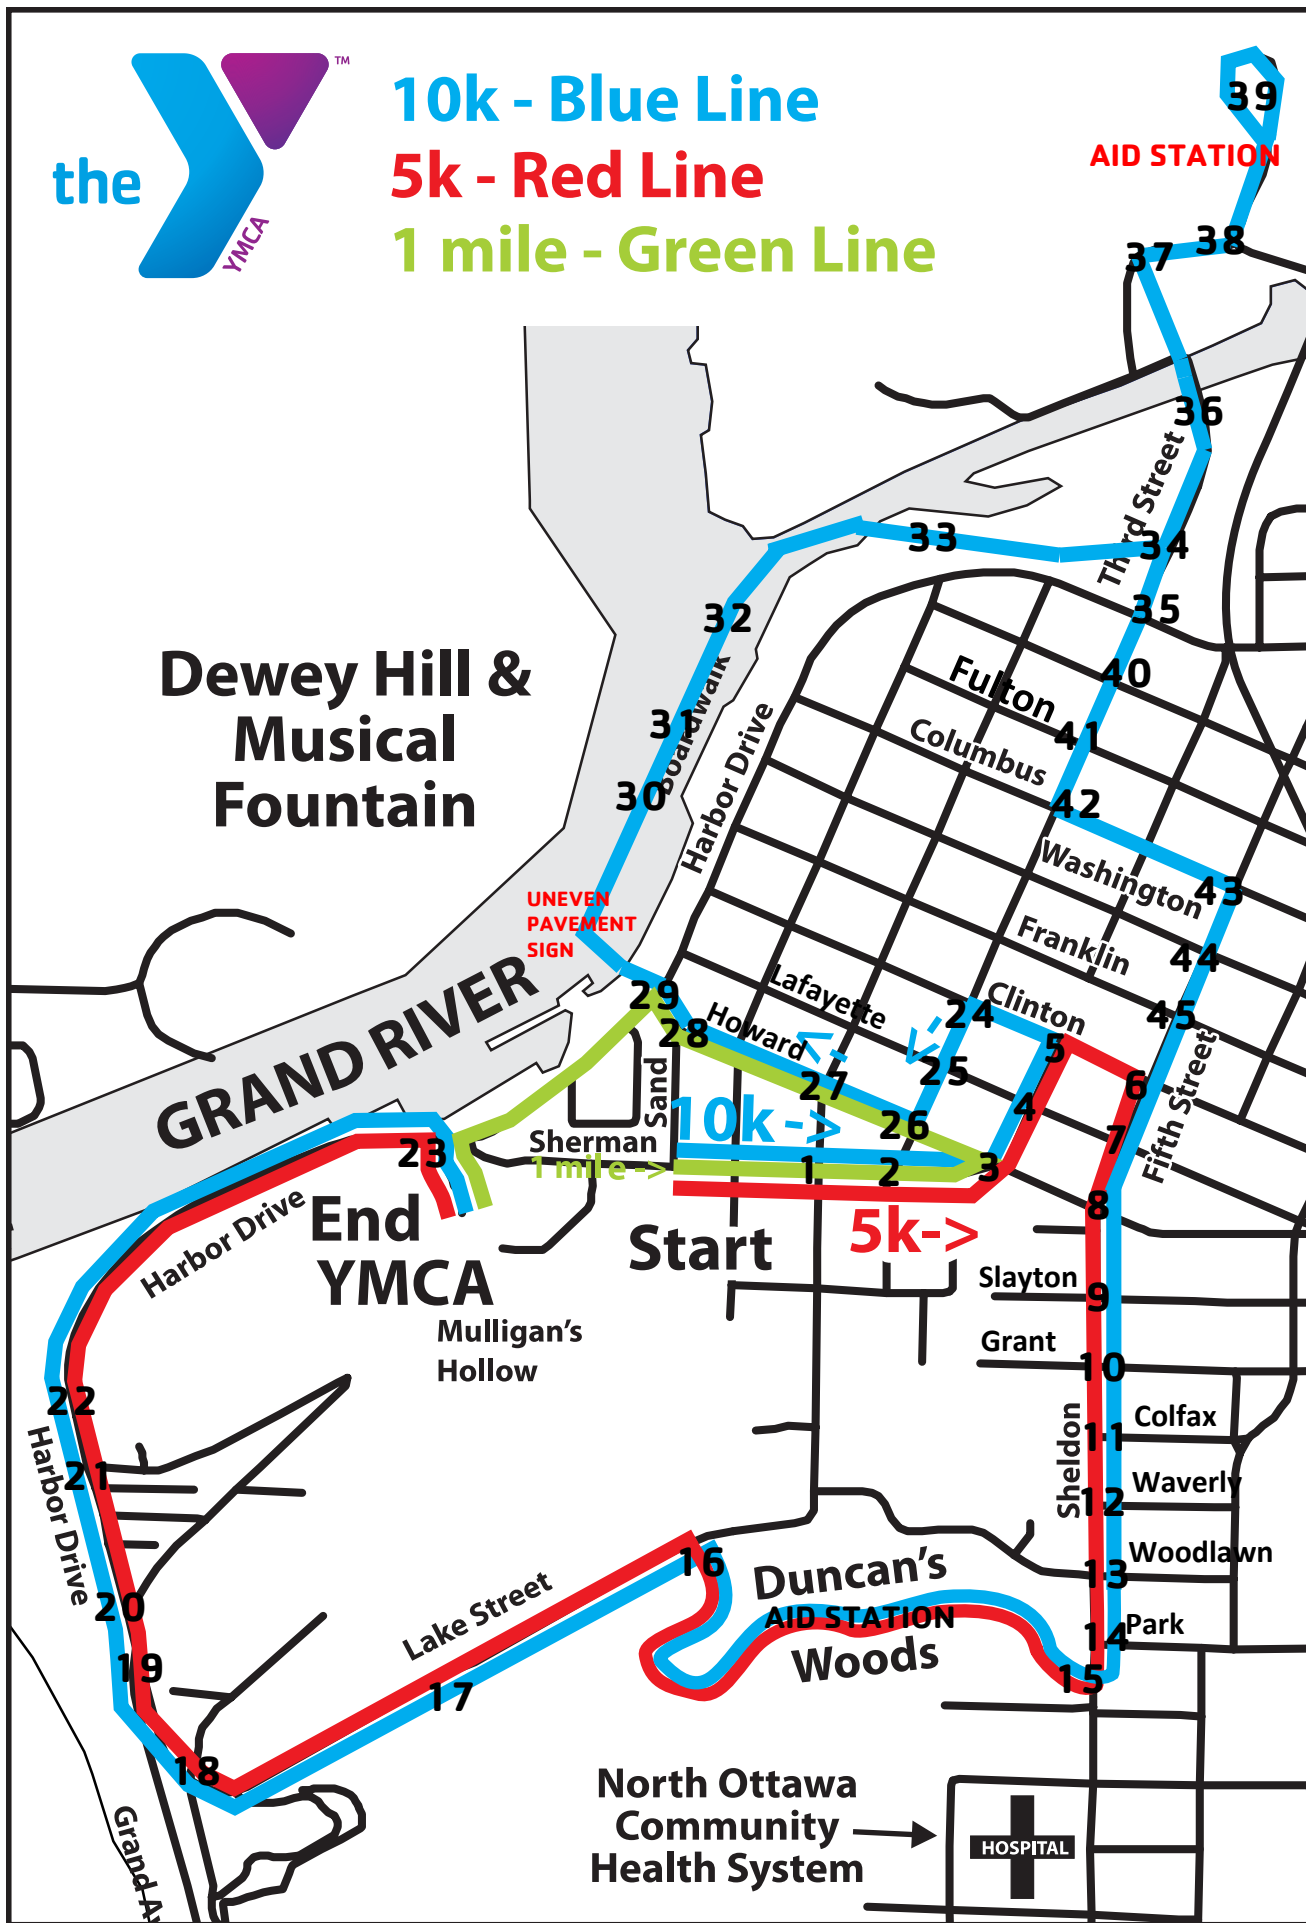 the
YMCA
TM
10k - Blue Line
5k - Red Line
1 mile - Green Line
39
AID STATION
38
37
36
Third Street
33
34
35
32
Boardwalk
31
30
Harbor Drive
Dewey Hill &
Musical
Fountain
40
Fulton
41
Columbus
42
Washington
43
Franklin
44
45
UNEVEN
PAVEMENT
SIGN
GRAND RIVER
29
28
Howard
Lafayette
<-
<-
24
Clinton
5
25
27
26
4
6
7
Fifth Street
Sand
10k ->
Sherman
1 mile ->
1
2
3
8
23
End
YMCA
Start
5k->
Harbor Drive
Mulligan's
Hollow
Slayton
9
Grant
10
Colfax
11
Sheldon
Waverly
12
Woodlawn
13
Park
14
15
22
Harbor Drive
21
20
19
18
Lake Street
17
16
Duncan's
AID STATION
Woods
Grand Av
North Ottawa
Community
Health System
HOSPITAL